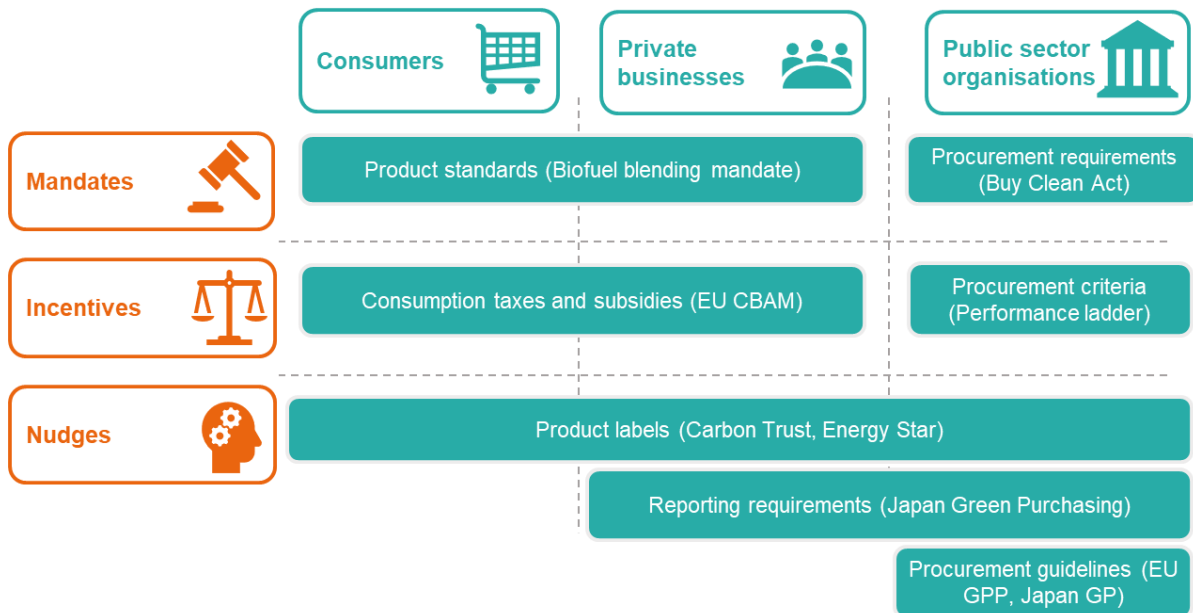 Consumers
Private
businesses
Public sector
organisations
Mandates
Product standards (Biofuel blending mandate)
Procurement requirements
(Buy Clean Act)
Incentives
Consumption taxes and subsidies (EU CBAM)
Procurement criteria
(Performance ladder)
Nudges
Product labels (Carbon Trust, Energy Star)
Reporting requirements (Japan Green Purchasing)
Procurement guidelines (EU
GPP, Japan GP)